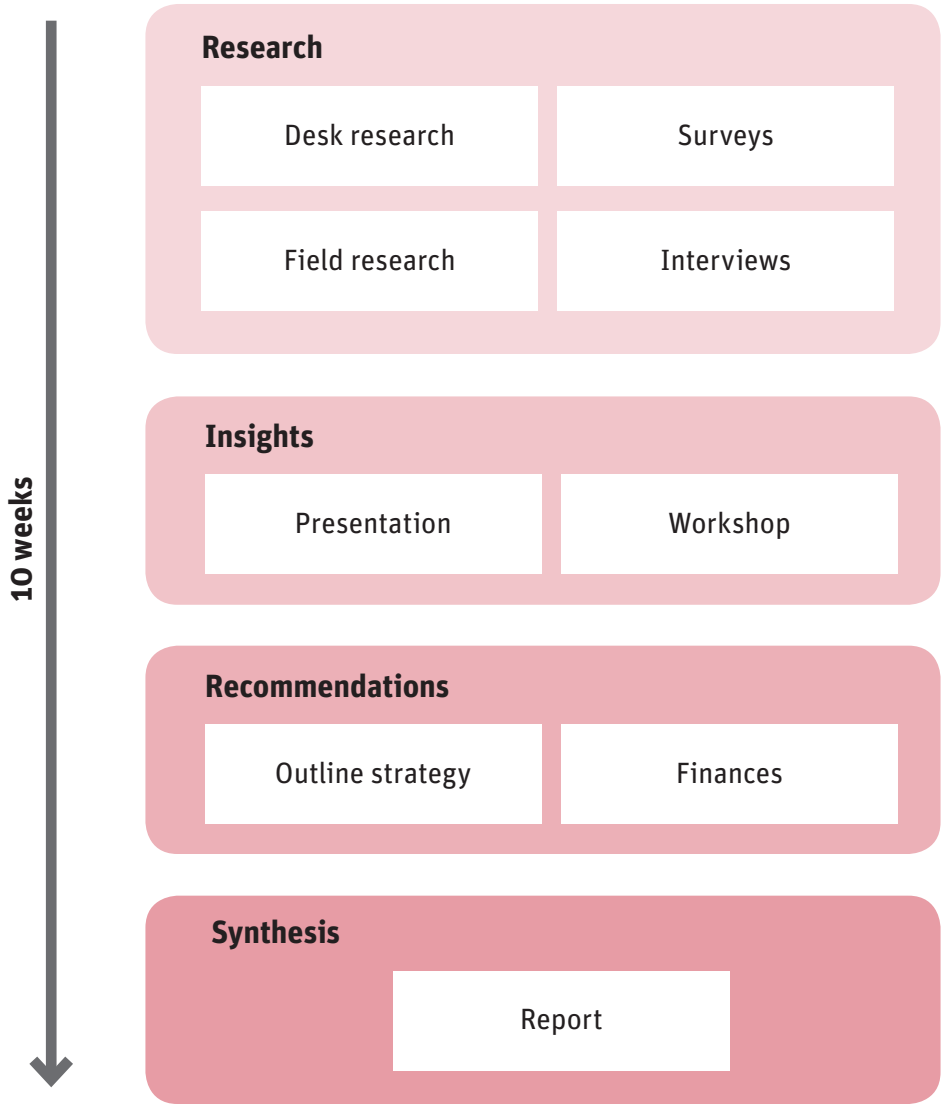 10 weeks
Research
Desk research
Surveys
Field research
Interviews
Insights
Presentation
Workshop
Recommendations
Outline strategy
Finances
Synthesis
Report